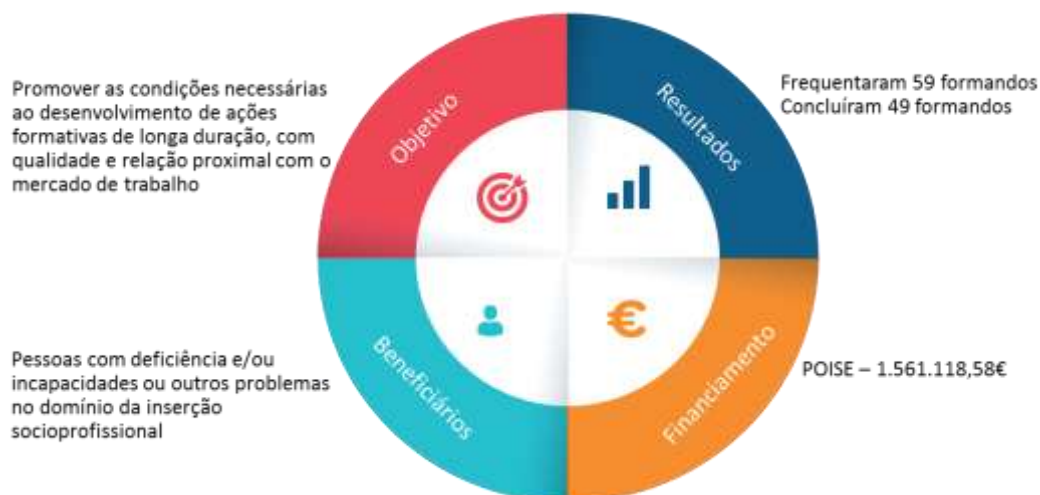 Promover as condições necessárias
ao desenvolvimento de ações
formativas de longa duração, com
qualidade e relação proximal com o
mercado de trabalho
Objetivo
Resultados
Frequentaram 59 formandos
Concluíram 49 formandos
Pessoas com deficiência e/ou
incapacidades ou outros problemas
no domínio da inserção
socioprofissional
Beneficiários
€
Financiamento
POISE – 1.561.118,58€